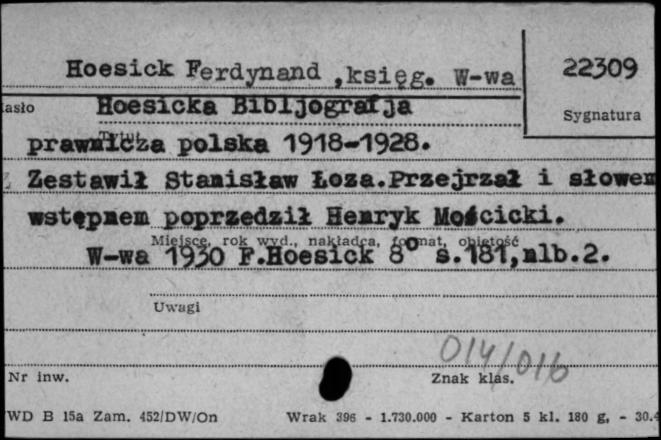 Hoesick Ferdynand ,księg. W-wa
22309
asło
Hoesicka Bibljografja
Sygnatura
Tytuł
prawnicza polska 1918-1928.
Zestawił Stanisław Łoza.Przejrzał i słowem
wstępnem poprzedził Henryk Mościcki.
Miejsce, rok wyd., nakładca, format, objętość
W-wa 1930 F.Hoesick 8° s.181,nlb.2.
Uwagi
014/016
Nr inw.
Znak klas.
WD B 15a Zam. 452/DW/On
Wrak 396 - 1.730.000 - Karton 5 kl. 180 g, - 30.4